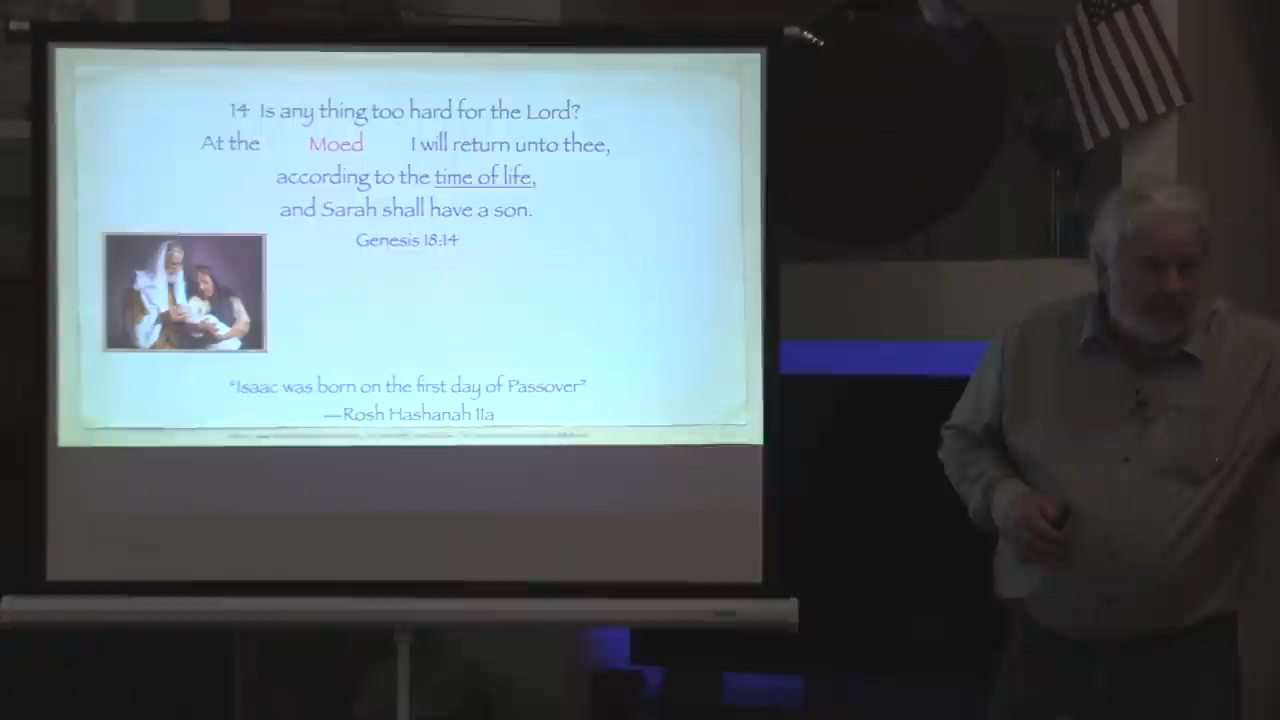 14 Is any thing too hard for the Lord?
At the Moed I will return unto thee,
according to the time of life,
and Sarah shall have a son.
Genesis 18:14
"Isaac was born on the first day of Passover"
—Rosh Hashanah 11a